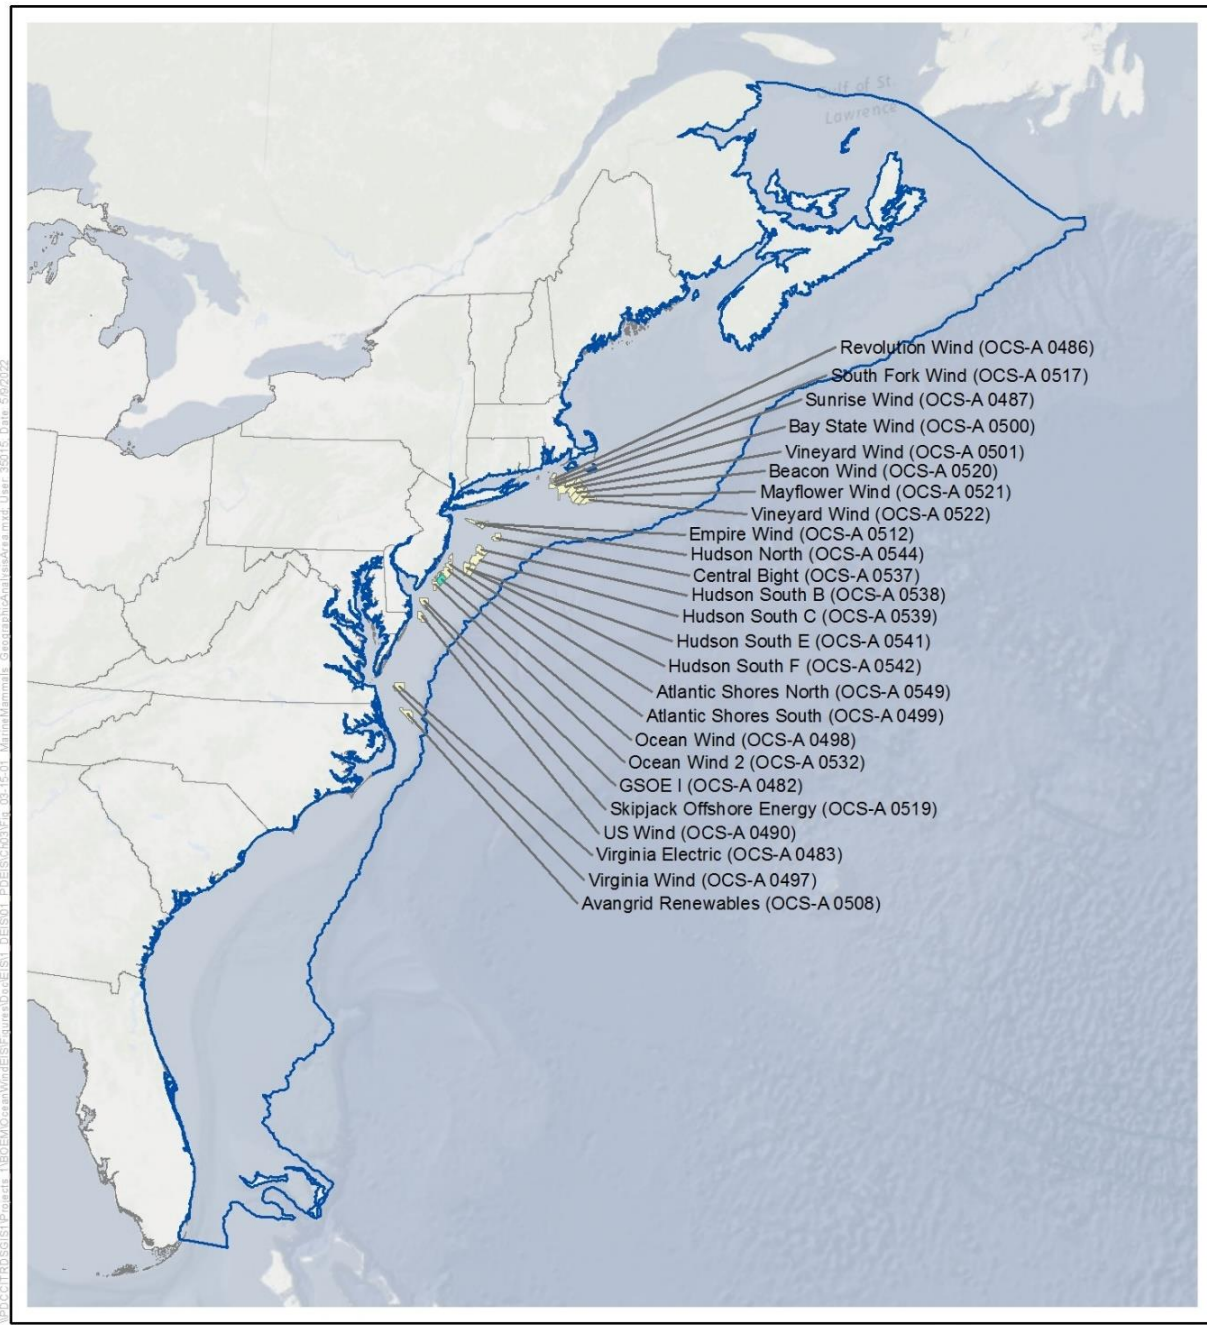 Gulf of St.
Lawrence
Revolution Wind (OCS-A 0486)
South Fork Wind (OCS-A 0517)
Sunrise Wind (OCS-A 0487)
Bay State Wind (OCS-A 0500)
Vineyard Wind (OCS-A 0501)
Beacon Wind (OCS-A 0520)
Mayflower Wind (OCS-A 0521)
Vineyard Wind (OCS-A 0522)
Empire Wind (OCS-A 0512)
Hudson North (OCS-A 0544)
Central Bight (OCS-A 0537)
Hudson South B (OCS-A 0538)
Hudson South C (OCS-A 0539)
Hudson South E (OCS-A 0541)
Hudson South F (OCS-A 0542)
Atlantic Shores North (OCS-A 0549)
Atlantic Shores South (OCS-A 0499)
Ocean Wind (OCS-A 0498)
Ocean Wind 2 (OCS-A 0532)
GSOE I (OCS-A 0482)
Skipjack Offshore Energy (OCS-A 0519)
US Wind (OCS-A 0490)
Virginia Electric (OCS-A 0483)
Virginia Wind (OCS-A 0497)
Avangrid Renewables (OCS-A 0508)